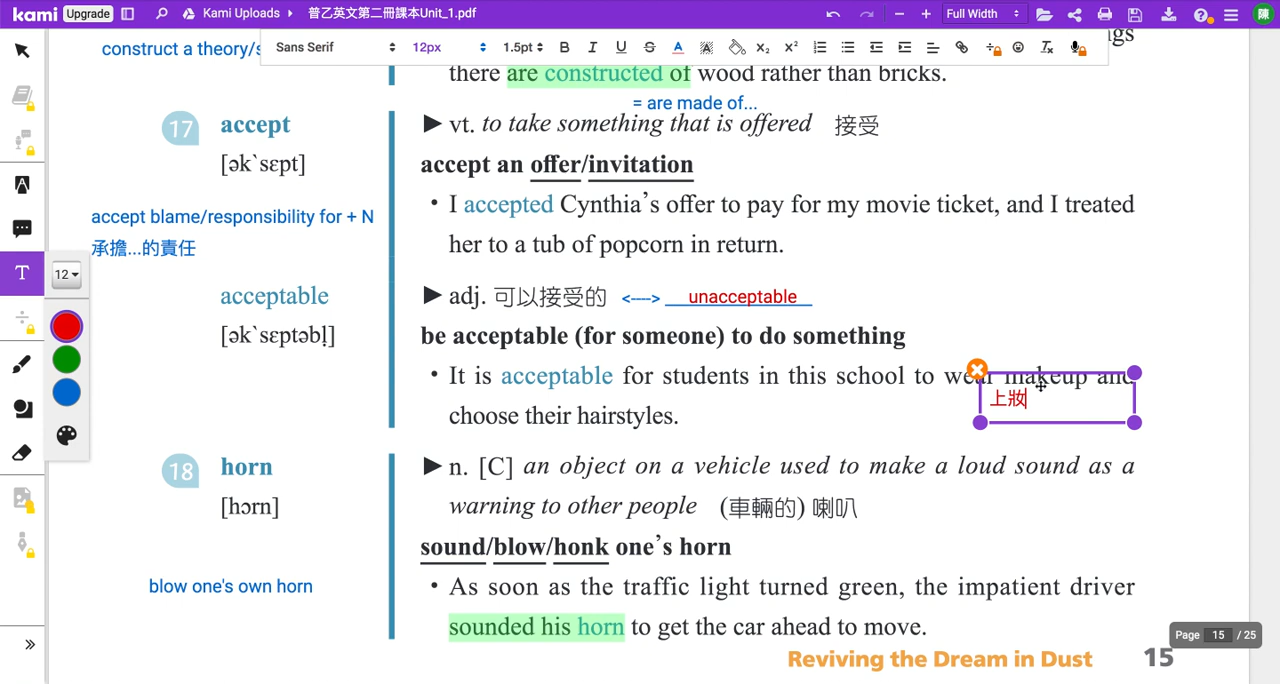 kami Upgrade Kami Uploads 普乙英文第二冊課本Unit_1.pdf Full Width 陳
construct a theory/s Sans Serif 12px 1.5pt B I U S A x₂ x² gs
there are constructed of wood rather than bricks.
= are made of...
17 accept ▶ vt. to take something that is offered 接受
[əkˋsɛpt] accept an offer/invitation
• I accepted Cynthia's offer to pay for my movie ticket, and I treated
accept blame/responsibility for + N
承擔...的責任 her to a tub of popcorn in return.
T 12
acceptable ▶ adj. 可以接受的 <----> unacceptable
[əkˋsɛptəbḷ] be acceptable (for someone) to do something
• It is acceptable for students in this school to wear makeup and
上妝
choose their hairstyles.
18 horn ▶ n. [C] an object on a vehicle used to make a loud sound as a
[hɔrn] warning to other people (車輛的) 喇叭
sound/blow/honk one's horn
blow one's own horn • As soon as the traffic light turned green, the impatient driver
sounded his horn to get the car ahead to move.
Page 15 / 25
Reviving the Dream in Dust 15